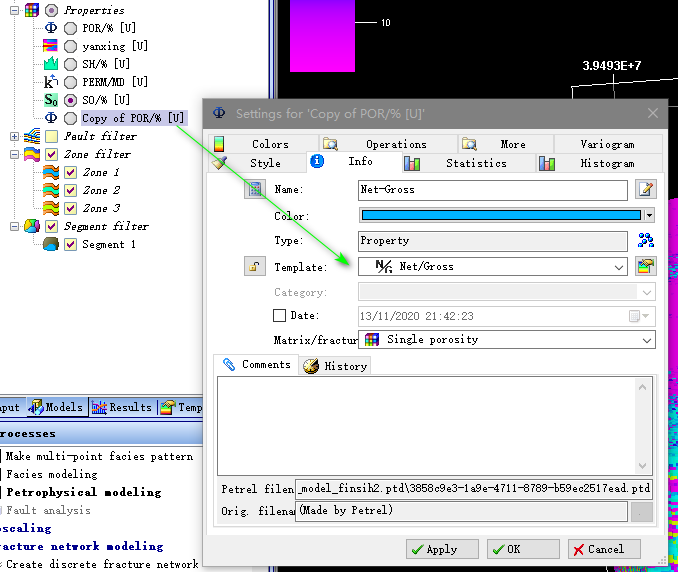 Properties
10
POR/% [U]
yanxing [U]
SH/% [U]
3.9493E+7
PERM/MD [U]
SO/% [U]
Copy of POR/% [U]
Settings for 'Copy of POR/% [U]'
Fault filter
Zone filter
Zone 1
Zone 2
Zone 3
Segment filter
Segment 1
Colors
Operations
More
Variogram
Style
Info
Statistics
Histogram
Name:
Net-Gross
Color:
Type:
Property
Template:
Net/Gross
Category:
Date:
13/11/2020 21:42:23
Matrix/fractur
Single porosity
Comments
History
nput
Models
Results
Temp
rocesses
Make multi-point facies pattern
Facies modeling
Petrophysical modeling
Fault analysis
scaling
acture network modeling
Create discrete fracture network
Petrel filen
_model_finsih2.ptd\3858c9e3-1a9e-4711-8789-b59ec2517ead.ptd
Orig. filena
(Made by Petrel)
Apply
OK
Cancel